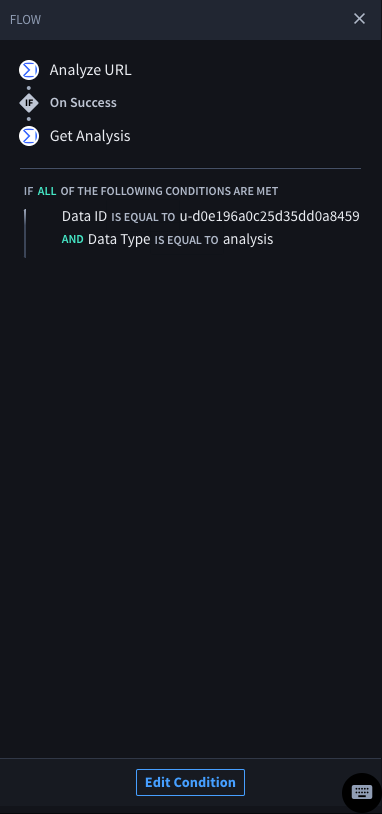 FLOW
Analyze URL
IF On Success
Get Analysis
IF ALL OF THE FOLLOWING CONDITIONS ARE MET
Data ID IS EQUAL TO u-d0e196a0c25d35dd0a8459
AND Data Type IS EQUAL TO analysis
Edit Condition